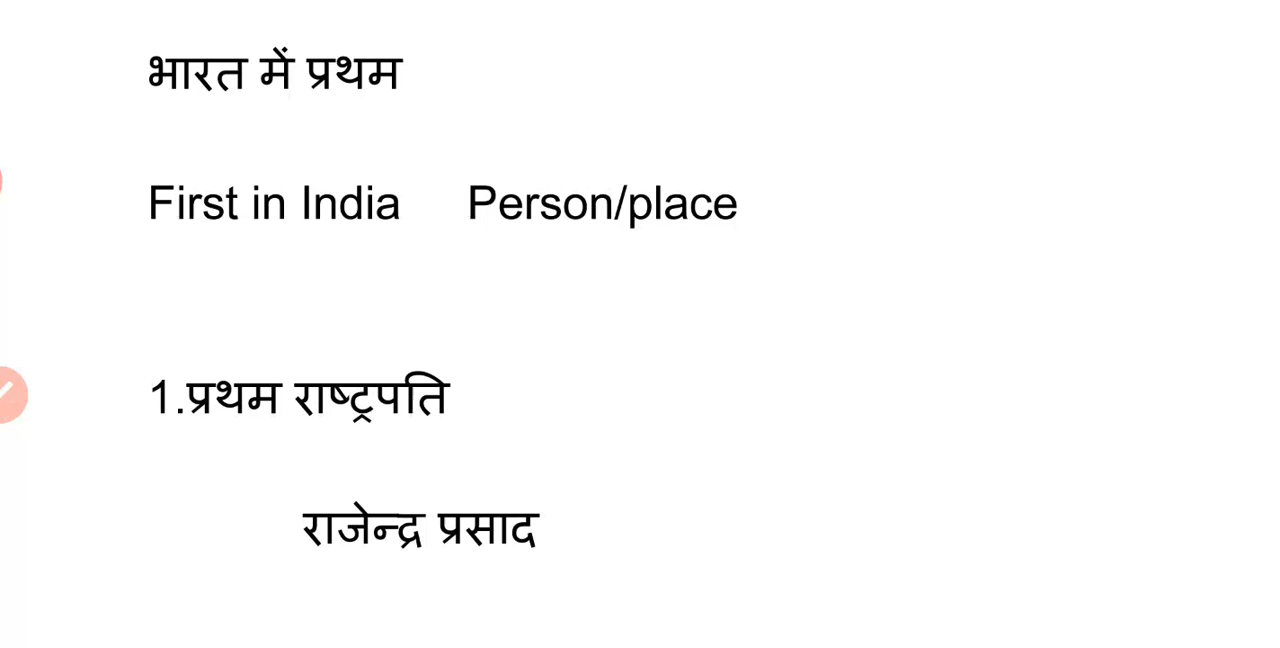 भारत में प्रथम
First in India Person/place
1.प्रथम राष्ट्रपति
राजेन्द्र प्रसाद